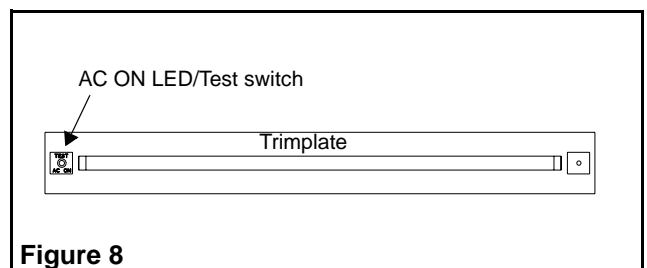 AC ON LED/Test switch
Trimplate
TEST
AC ON
Figure 8